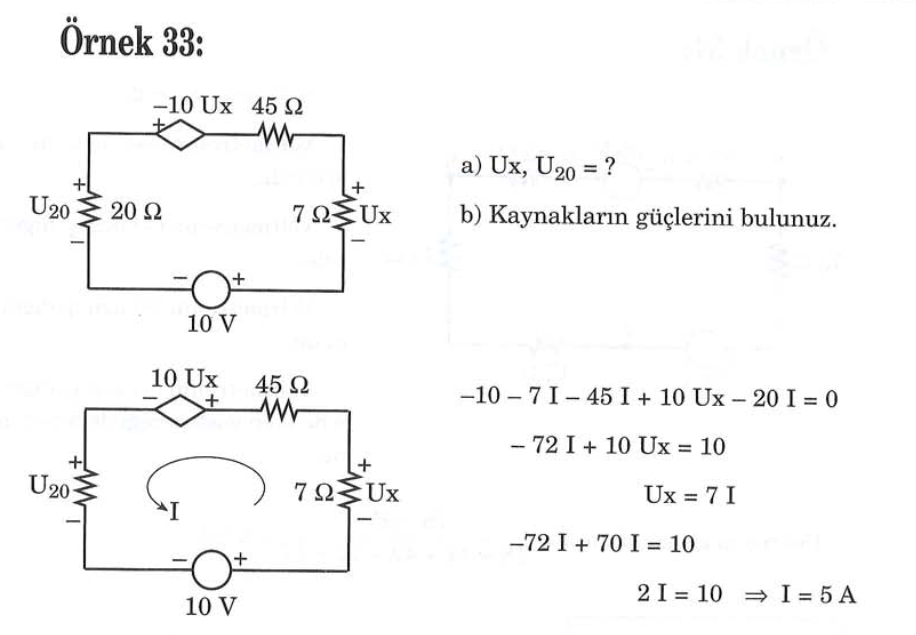 Örnek 33:
–10 Ux 45 Ω
+
+
U20 20 Ω
–
+
7 Ω Ux
–
– +
10 V
a) Ux, U20 = ?
b) Kaynakların güçlerini bulunuz.
10 Ux 45 Ω
– +
+
U20
–
I
+
7 Ω Ux
–
– +
10 V
–10 – 7 I – 45 I + 10 Ux – 20 I = 0
– 72 I + 10 Ux = 10
Ux = 7 I
–72 I + 70 I = 10
2 I = 10 ⇒ I = 5 A